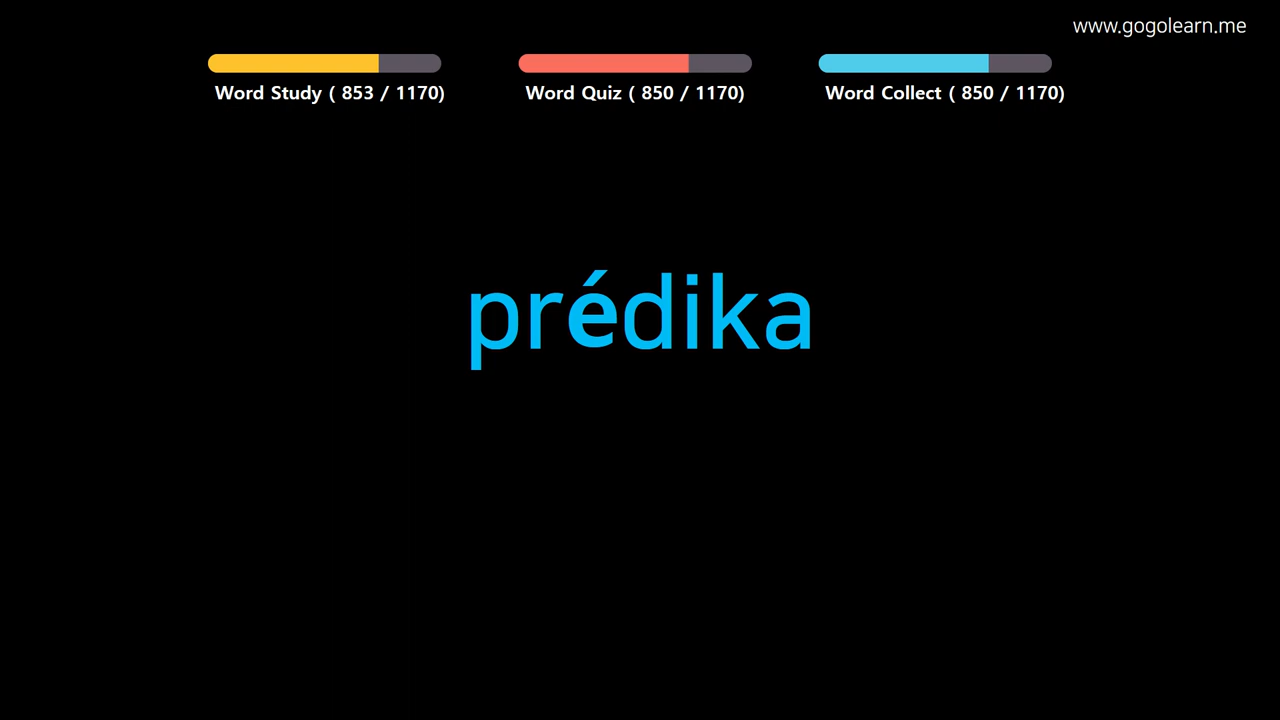 www.gogolearn.me
Word Study ( 853 / 1170)
Word Quiz ( 850 / 1170)
Word Collect ( 850 / 1170)
prédika